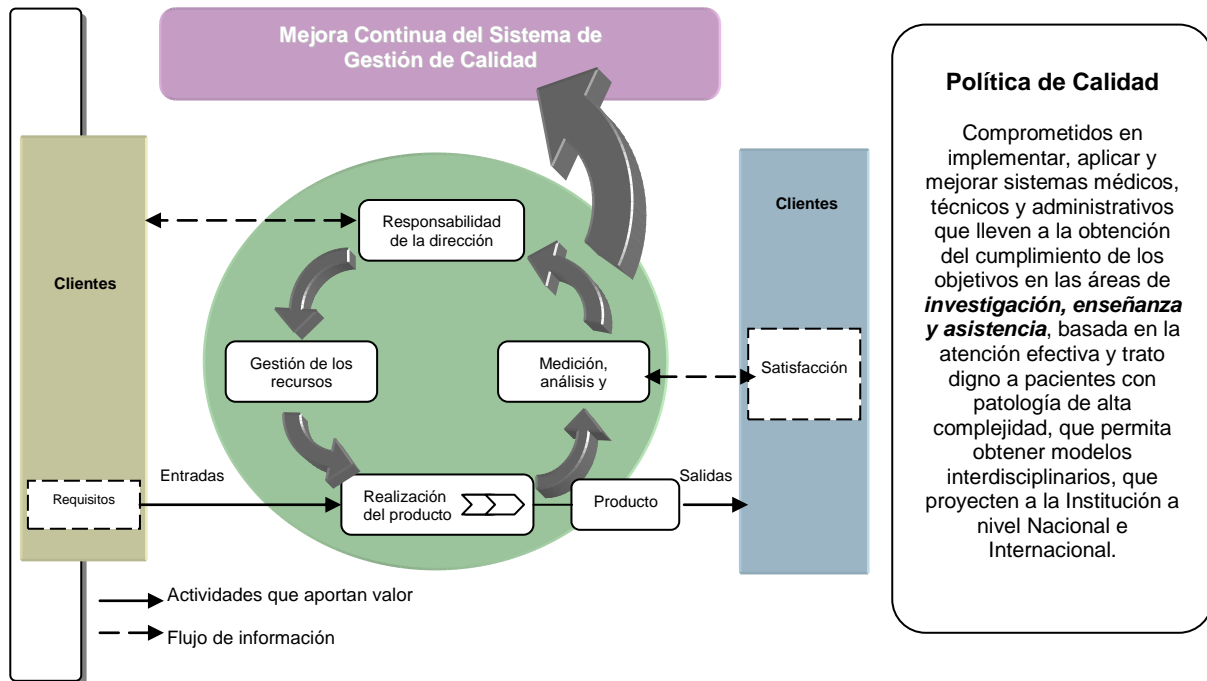 Mejora Continua del Sistema de
Gestión de Calidad
Clientes
Requisitos
Entradas
Responsabilidad
de la dirección
Gestión de los
recursos
Medición,
análisis y
Realización
del producto
Producto
Salidas
Clientes
Satisfacción
Actividades que aportan valor
Flujo de información
Política de Calidad
Comprometidos en
implementar, aplicar y
mejorar sistemas médicos,
técnicos y administrativos
que lleven a la obtención
del cumplimiento de los
objetivos en las áreas de
investigación, enseñanza
y asistencia, basada en la
atención efectiva y trato
digno a pacientes con
patología de alta
complejidad, que permita
obtener modelos
interdisciplinarios, que
proyecten a la Institución a
nivel Nacional e
Internacional.